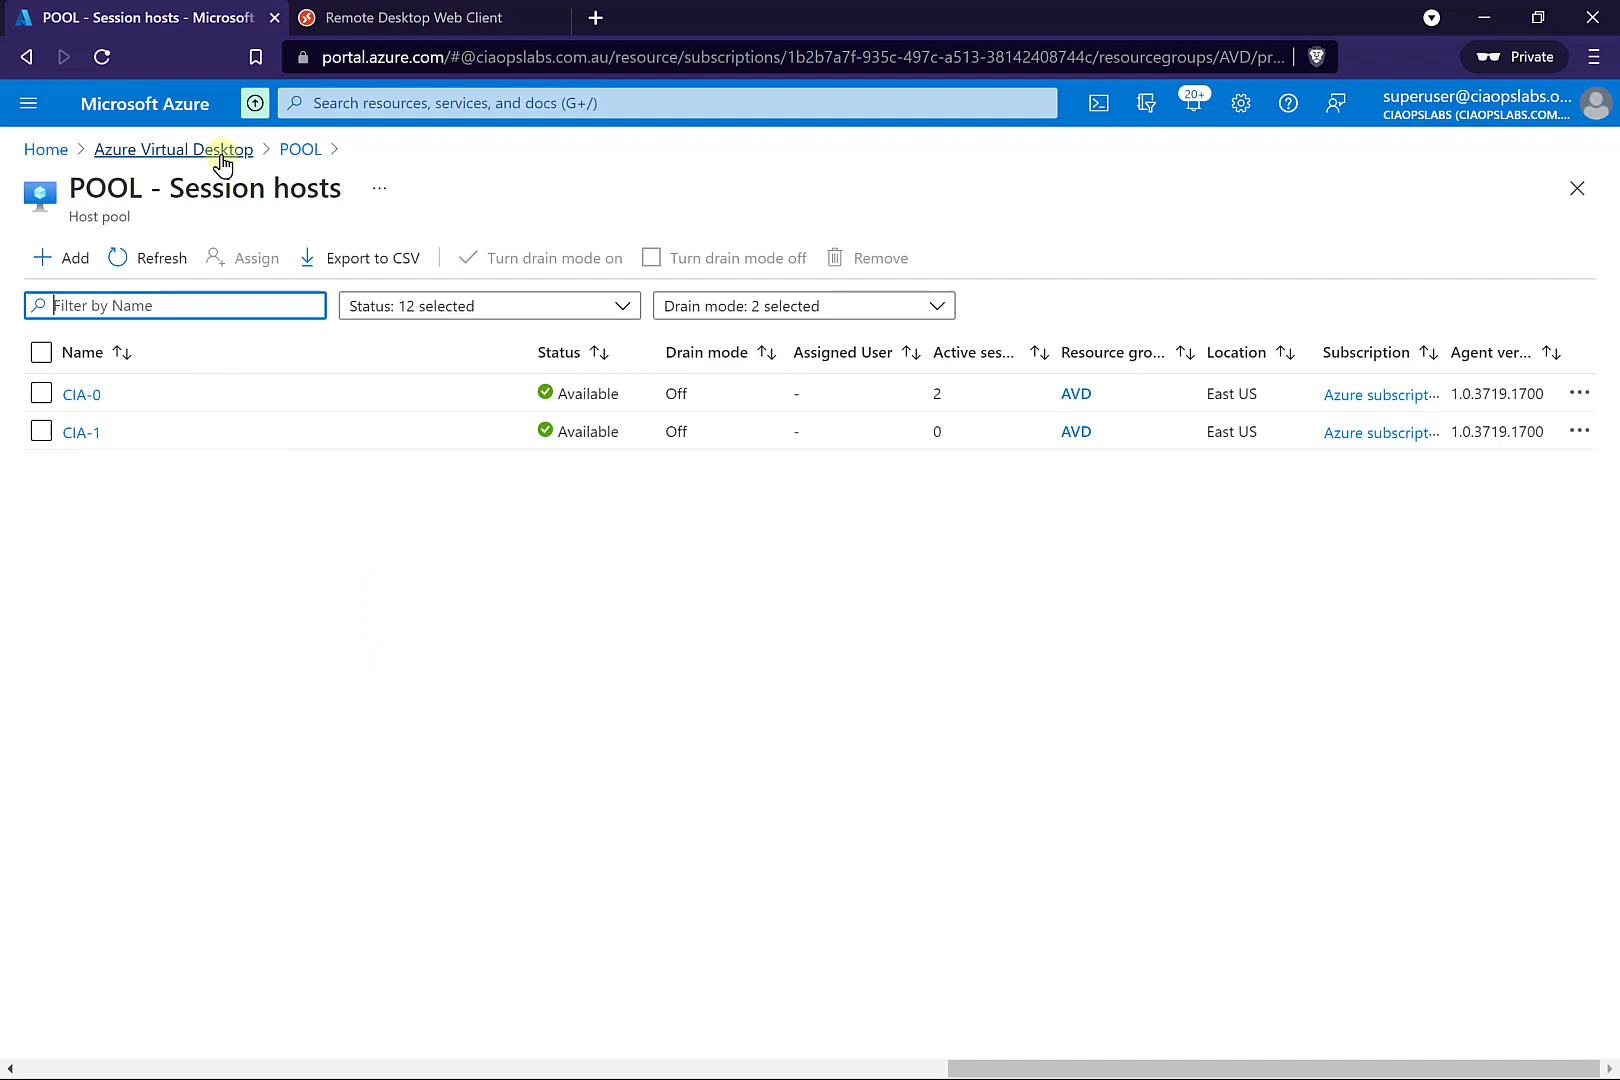 POOL - Session hosts - Microsoft
Remote Desktop Web Client
portal.azure.com/#@ciaopslabs.com.au/resource/subscriptions/1b2b7a7f-935c-497c-a513-38142408744c/resourcegroups/AVD/pr...
Private
Microsoft Azure
Search resources, services, and docs (G+/)
20+
superuser@ciaopslabs.o...
CIAOPSLABS (CIAOPSLABS.COM....
Home > Azure Virtual Desktop > POOL >
POOL - Session hosts ...
Host pool
Add Refresh Assign Export to CSV Turn drain mode on Turn drain mode off Remove
Filter by Name Status: 12 selected Drain mode: 2 selected
Name Status Drain mode Assigned User Active ses... Resource gro... Location Subscription Agent ver...
CIA-0 Available Off - 2 AVD East US Azure subscript... 1.0.3719.1700 ...
CIA-1 Available Off - 0 AVD East US Azure subscript... 1.0.3719.1700 ...